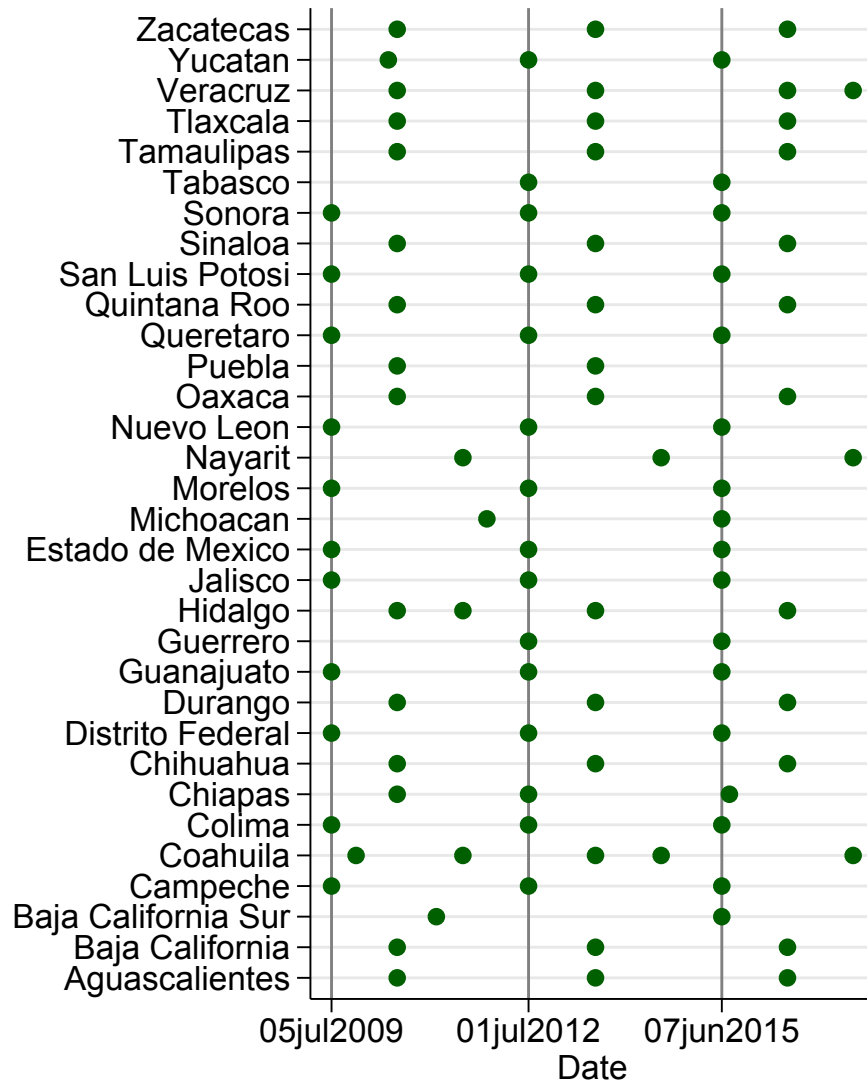 Zacatecas
Yucatan
Veracruz
Tlaxcala
Tamaulipas
Tabasco
Sonora
Sinaloa
San Luis Potosi
Quintana Roo
Queretaro
Puebla
Oaxaca
Nuevo Leon
Nayarit
Morelos
Michoacan
Estado de Mexico
Jalisco
Hidalgo
Guerrero
Guanajuato
Durango
Distrito Federal
Chihuahua
Chiapas
Colima
Coahuila
Campeche
Baja California Sur
Baja California
Aguascalientes
05jul2009 01jul2012 07jun2015
Date